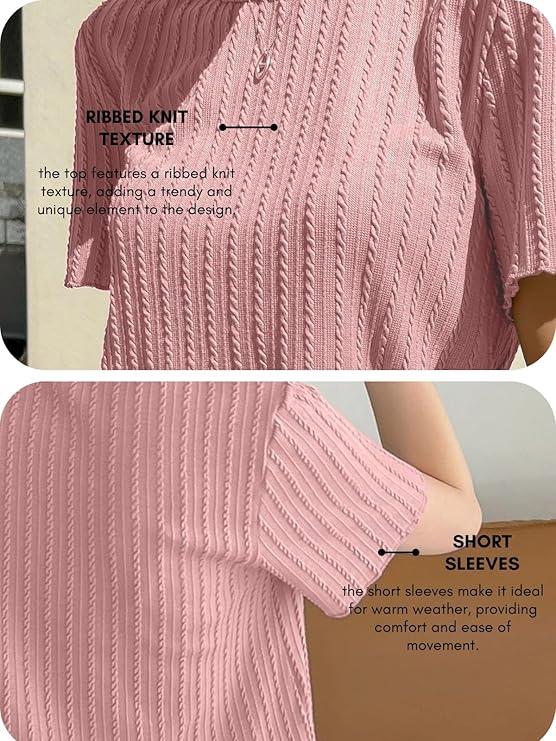 RIBBED KNIT
TEXTURE
the top features a ribbed knit
texture, adding a trendy and
unique element to the design.
SHORT
SLEEVES
the short sleeves make it ideal
for warm weather, providing
comfort and ease of
movement.